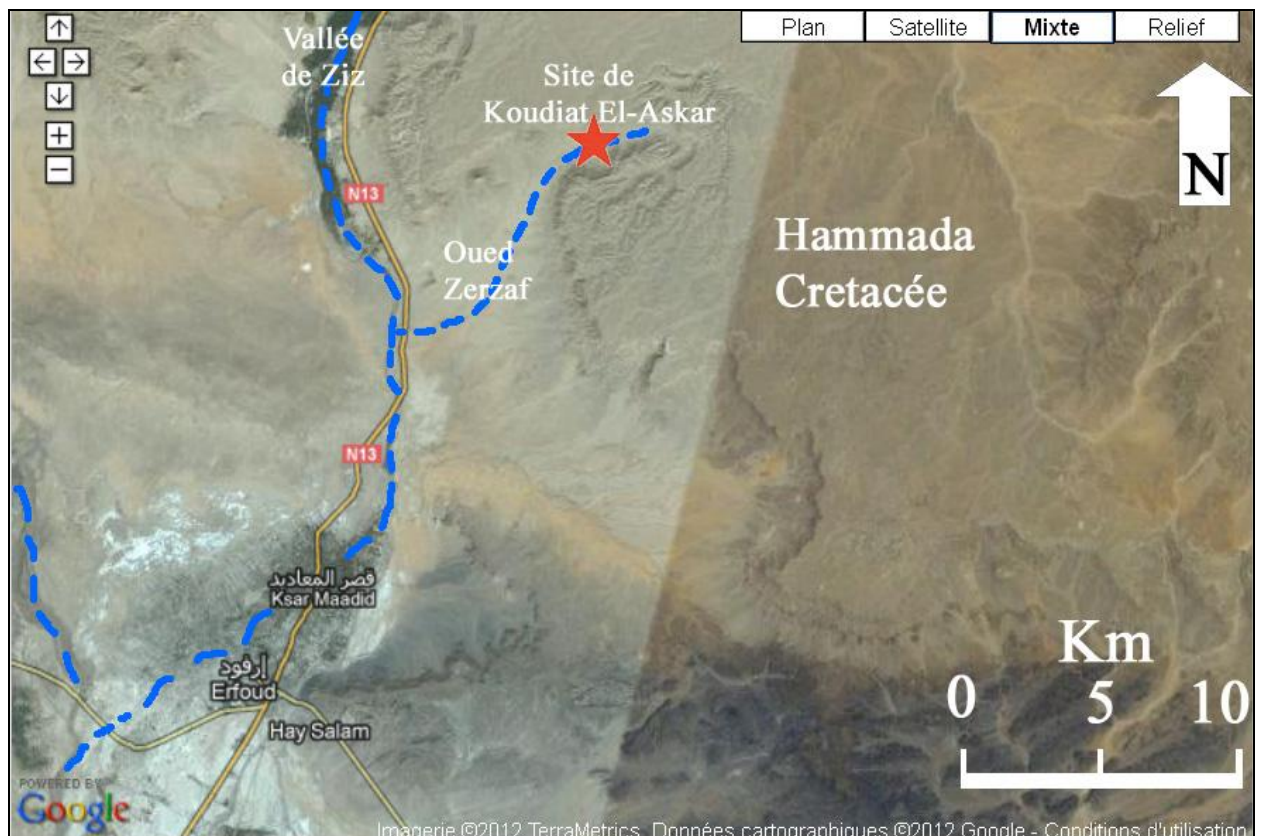 Plan
Satellite
Mixte
Relief
Vallée
de Ziz
Site de
Koudiat El-Askar
N
N13
Hammada
Cretacée
Oued
Zerzaf
N13
قصر المعاديد
Ksar Maadid
إرفود
Erfoud
Hay Salam
Km
0 5 10
POWERED BY
Google
Imagerie ©2012 TerraMetrics, Données cartographiques ©2012 Google - Conditions d'utilisation